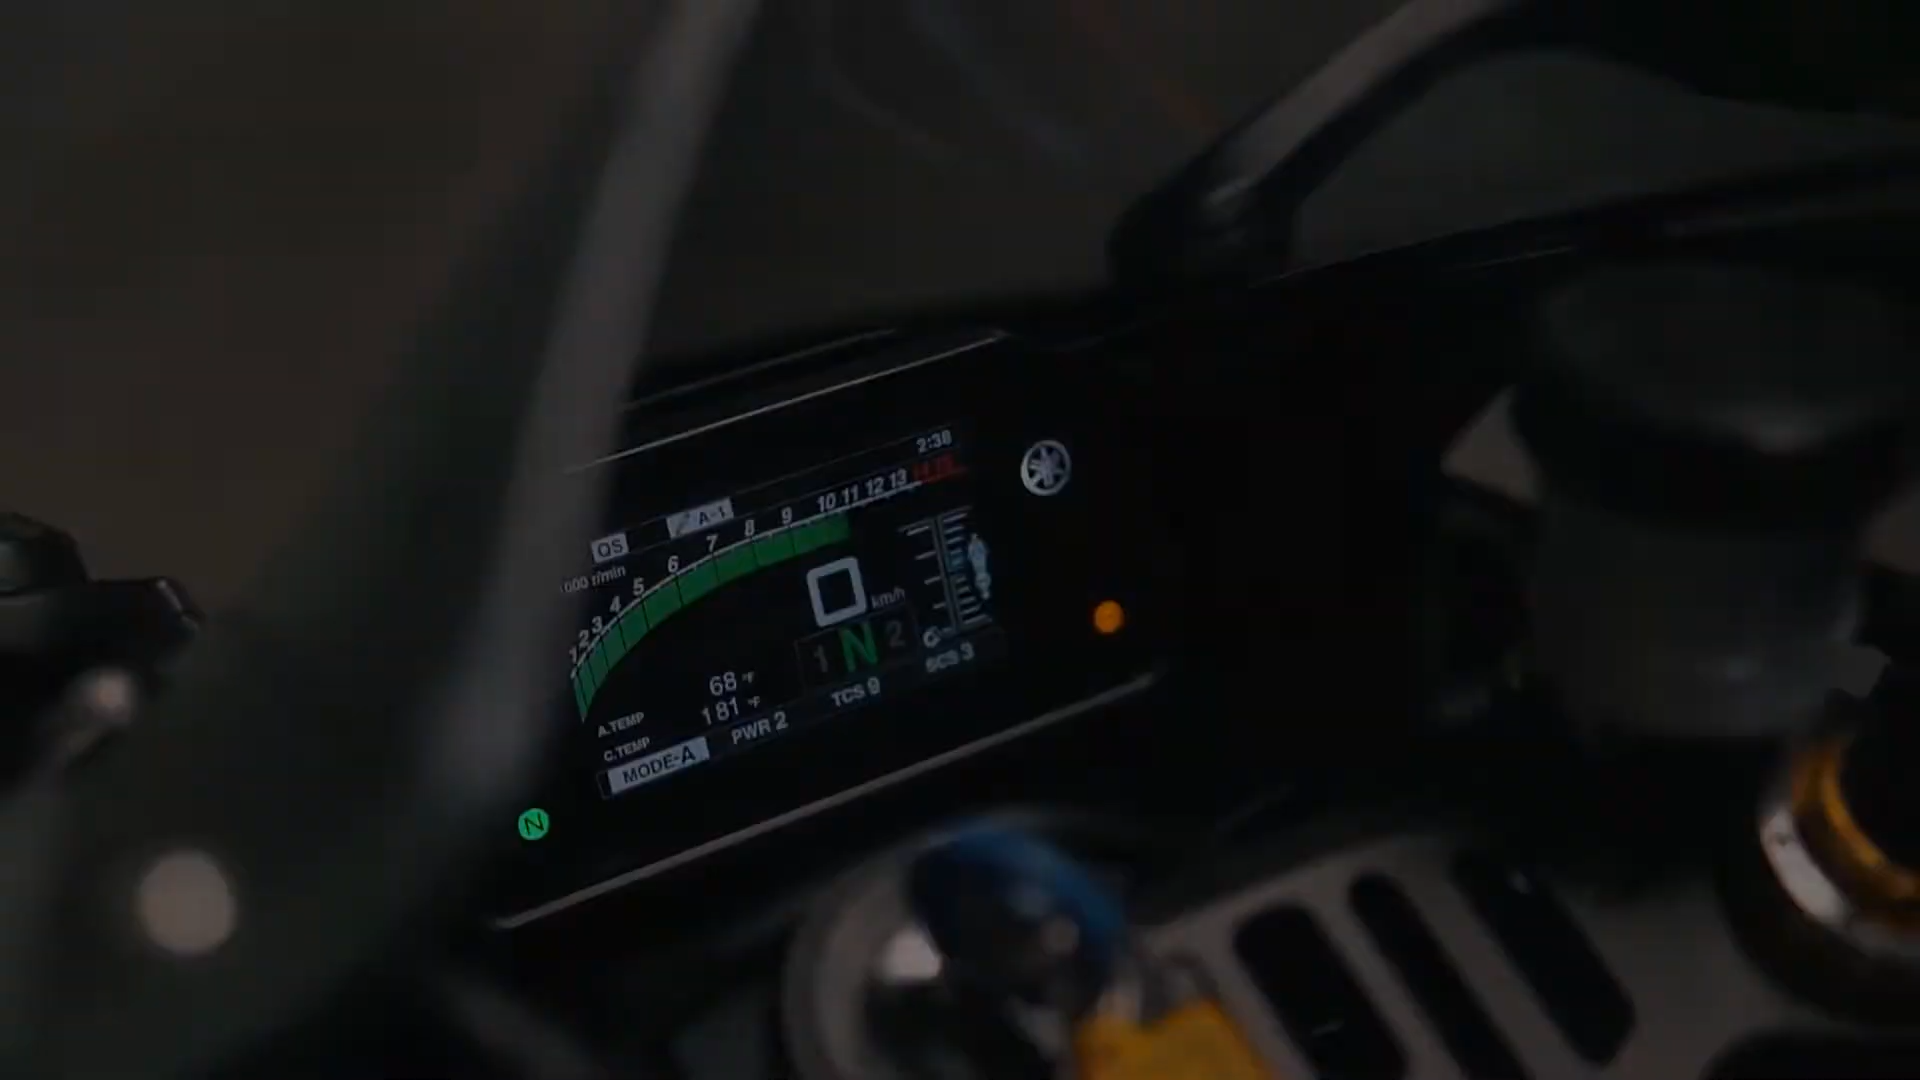 2:38
QS A-1
1 2 3 4 5 6 7 8 9 10 11 12 13
000 r/min
0 km/h
1 N 2
A.TEMP 68 °F
C.TEMP 181 °F
MODE-A PWR 2 TCS 9 SCS 3
N